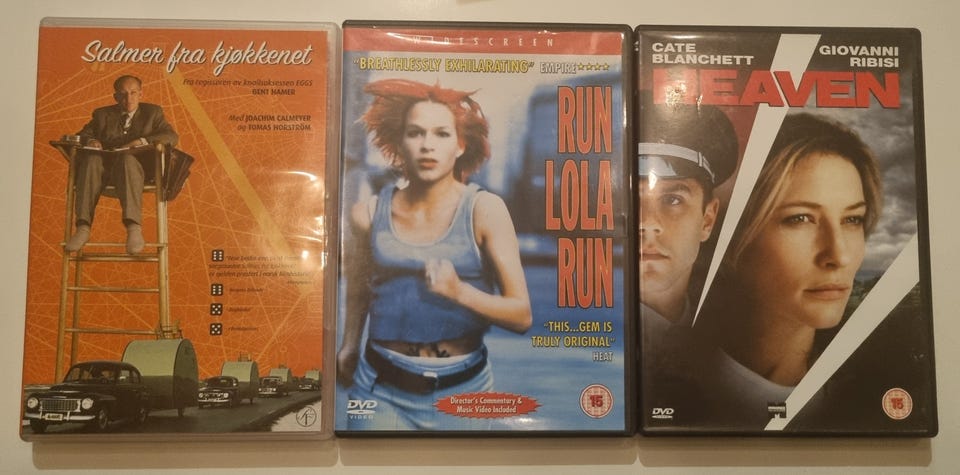 Salmer fra kjøkkenet
Fra regissøren av knallsuksessen EGGS
BENT HAMER
Med JOACHIM CALMEYER
og TOMAS NORSTRÖM
WIDESCREEN
"BREATHLESSLY EXHILARATING" EMPIRE★★★★
RUN
LOLA
RUN
"THIS...GEM IS
TRULY ORIGINAL"
HEAT
Director's Commentary &
Music Video Included
DVD
VIDEO
15
CATE
BLANCHETT
GIOVANNI
RIBISI
HEAVEN
DVD
15